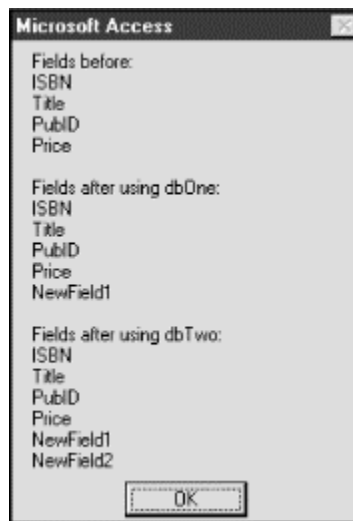 Microsoft Access
Fields before:
ISBN
Title
PubID
Price
Fields after using dbOne:
ISBN
Title
PubID
Price
NewField1
Fields after using dbTwo:
ISBN
Title
PubID
Price
NewField1
NewField2
OK